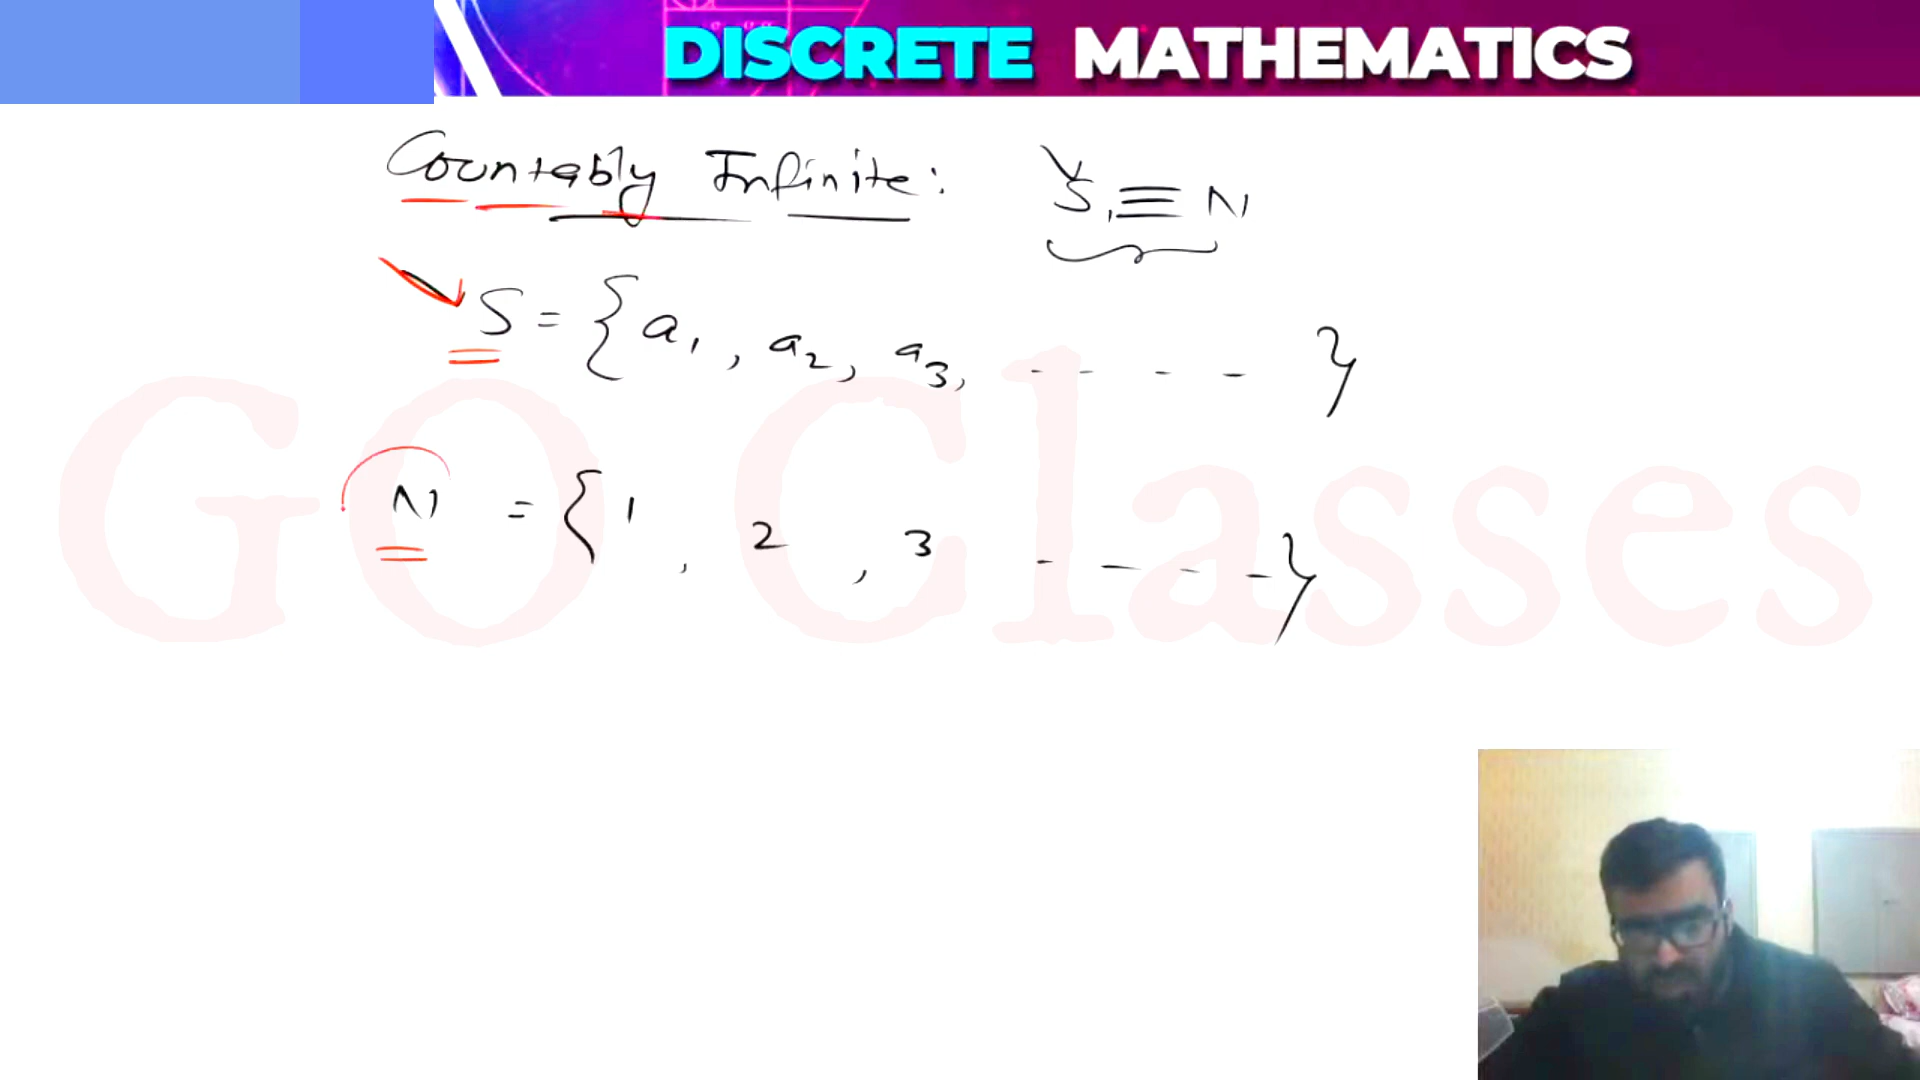 DISCRETE MATHEMATICS
Countably Infinite: S ≡ N
S = { a₁, a₂, a₃, - - - - }
N = { 1, 2, 3 - - - - }
GO Classes